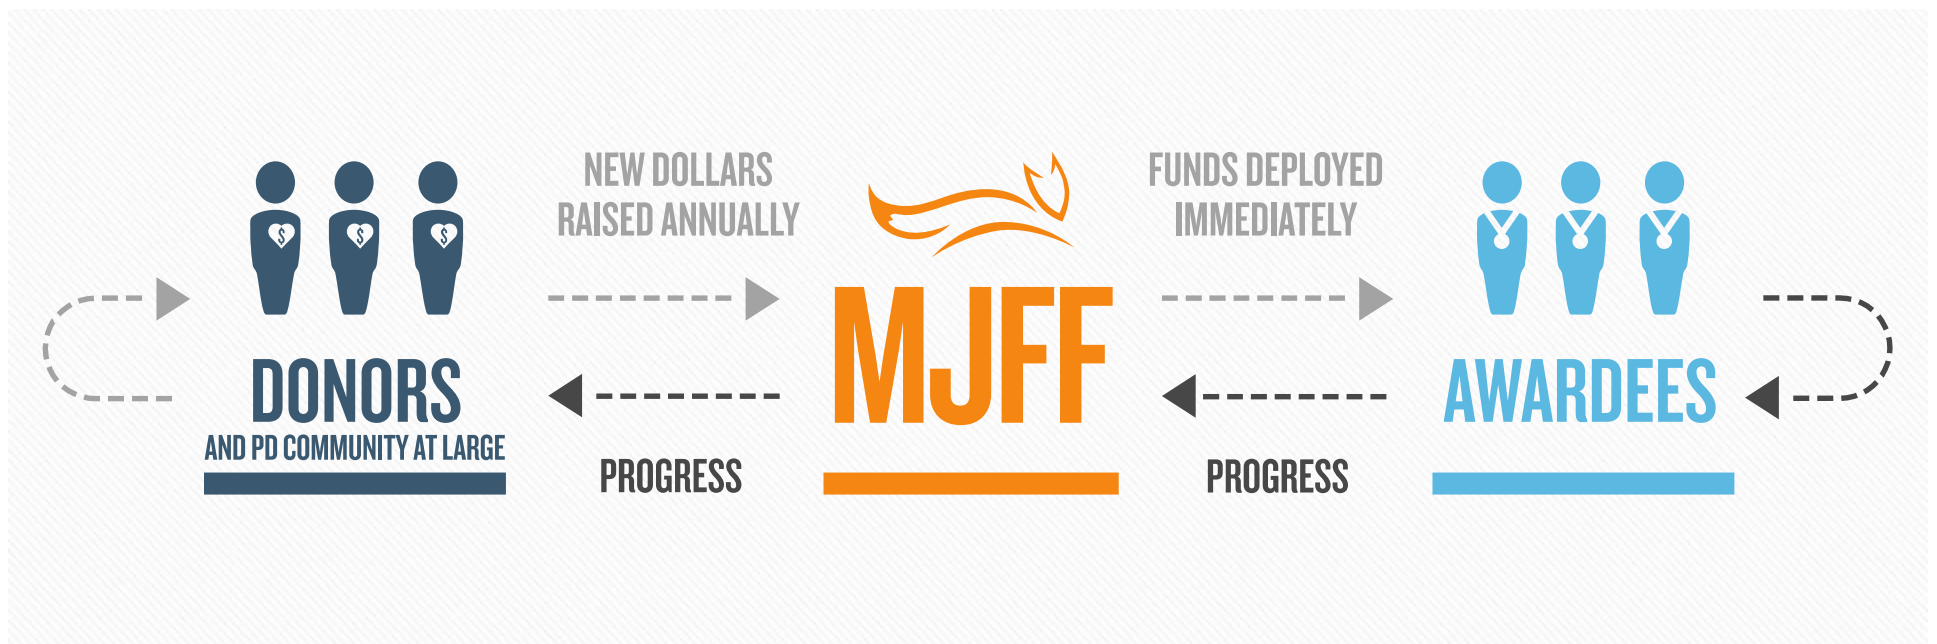 NEW DOLLARS
RAISED ANNUALLY
FUNDS DEPLOYED
IMMEDIATELY
$ $ $
MJFF
DONORS
AND PD COMMUNITY AT LARGE
AWARDEES
PROGRESS
PROGRESS